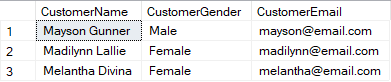 CustomerName CustomerGender CustomerEmail
1 Mayson Gunner Male mayson@email.com
2 Madilynn Lallie Female madilynn@email.com
3 Melantha Divina Female melantha@email.com